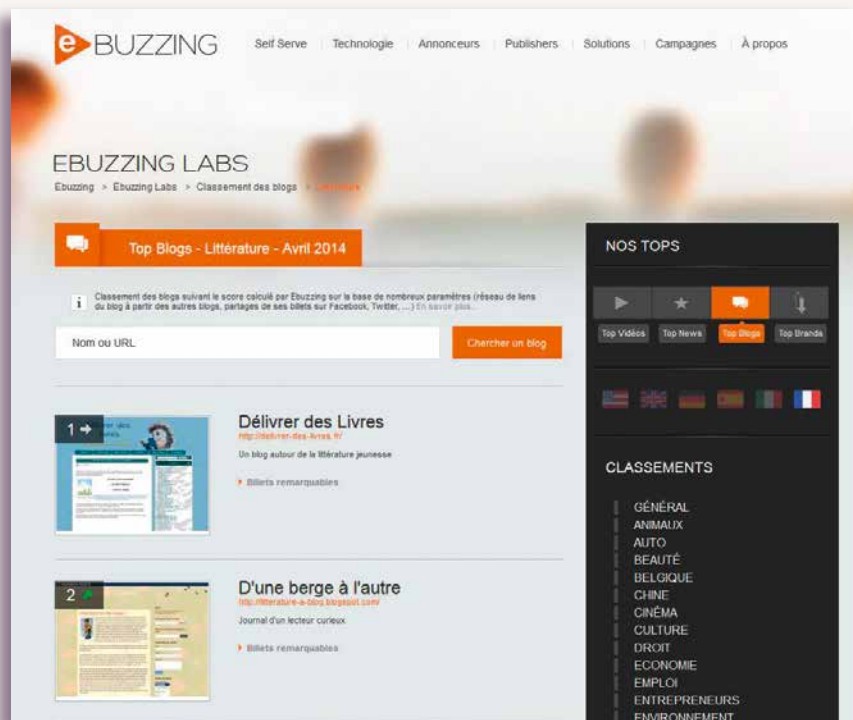 e BUZZING
Self Serve
Technologie
Annonceurs
Publishers
Solutions
Campagnes
À propos
EBUZZING LABS
Ebuzzing > Ebuzzing Labs > Classement des blogs >
Top Blogs - Littérature - Avril 2014
i
Classement des blogs suivant le score calculé par Ebuzzing sur la base de nombreux paramètres (réseau de liens
du blog à partir des autres blogs, partages de ses billets sur Facebook, Twitter, ...) En savoir plus...
Nom ou URL
Chercher un blog
1
Délivrer des Livres
http://delivrer-des-livres.fr/
Un blog autour de la littérature jeunesse
Billets remarquables
2
D'une berge à l'autre
http://litterature-a-blog.blogspot.com/
Journal d'un lecteur curieux
Billets remarquables
NOS TOPS
Top Vidéos
Top News
Top Blogs
Top Brands
CLASSEMENTS
GÉNÉRAL
ANIMAUX
AUTO
BEAUTÉ
BELGIQUE
CHINE
CINÉMA
CULTURE
DROIT
ECONOMIE
EMPLOI
ENTREPRENEURS
ENVIRONNEMENT